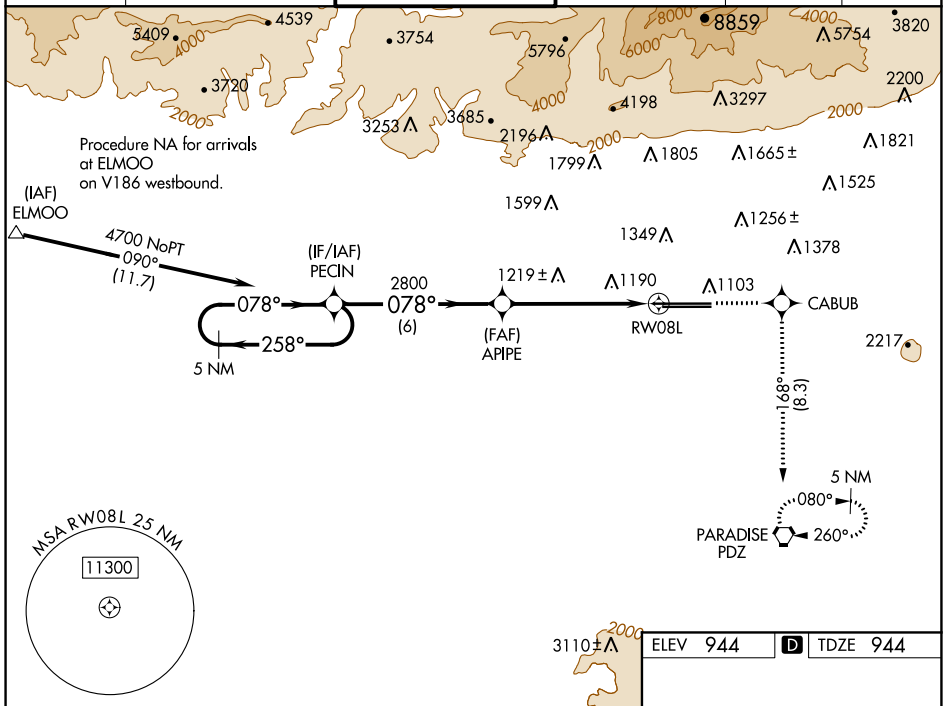 4539
5409
4000
3754
5796
8000
8859
6000
4000
5754
3820
3720
2000
4000
4198
3297
2000
2200
3253
3685
2196
2000
1821
Procedure NA for arrivals
at ELMOO
on V186 westbound.
1799
1805
1665 ±
1525
1599
1256 ±
1349
1378
(IAF)
ELMOO
4700 NoPT
090°
(11.7)
(IF/IAF)
PECIN
2800
078°
078°
(6)
1219 ±
1190
1103
CABUB
RW08L
(FAF)
APIPE
258°
5 NM
2217
168°
(8.3)
5 NM
080°
260°
PARADISE
PDZ
MSA RW08L 25 NM
11300
2000
3110 ±
ELEV 944 D TDZE 944